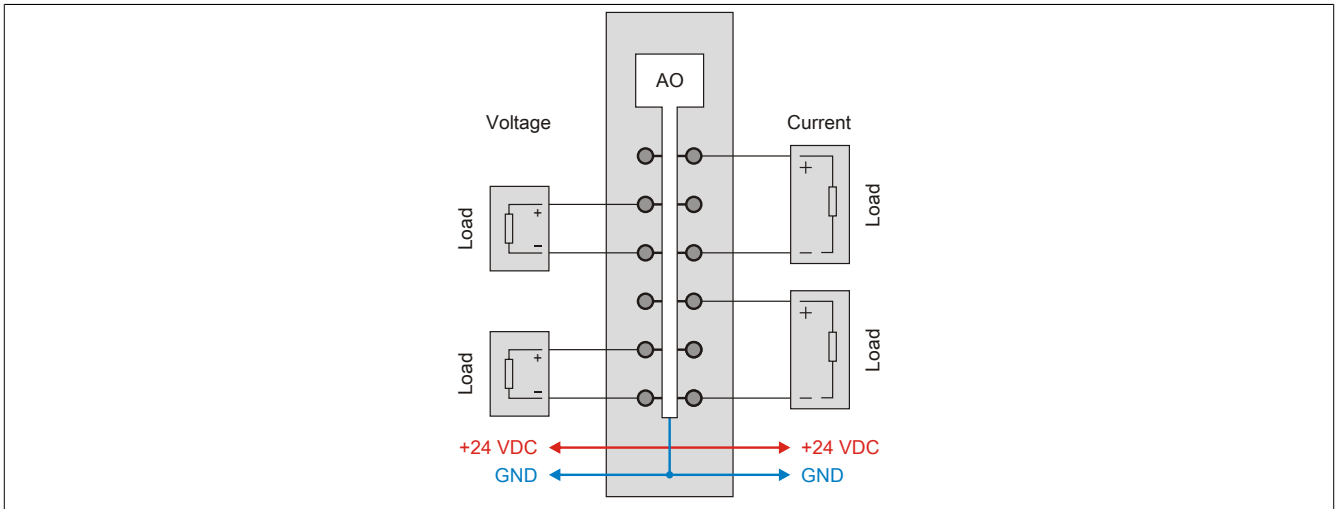 AO
Voltage
Current
Load
+
-
+
-
Load
Load
+
-
+
-
Load
+24 VDC
+24 VDC
GND
GND